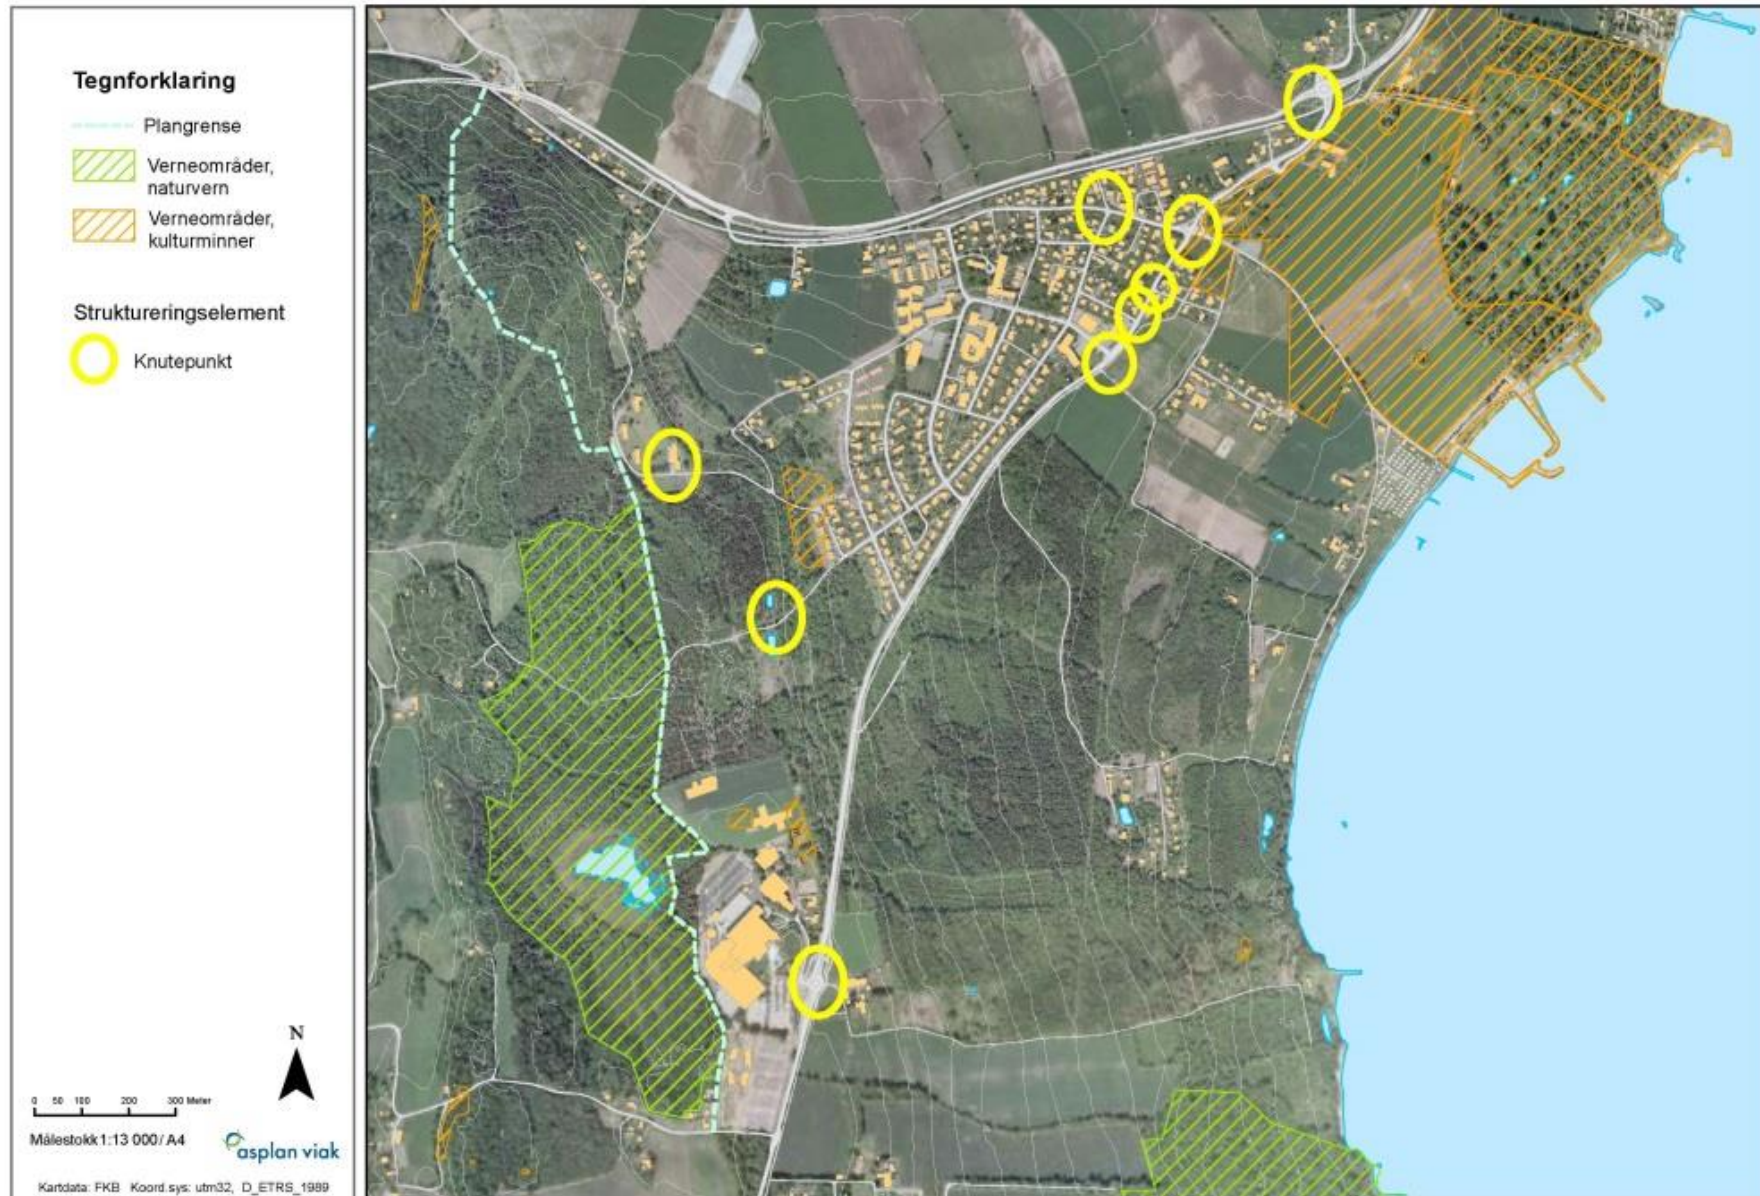 Tegnforklaring
Plangrense
Verneområder,
naturvern
Verneområder,
kulturminner
Struktureringselement
Knutepunkt
N
0 50 100 200 300 Meter
Målestokk 1:13 000 / A4
asplan viak
Kartdata: FKB Koord.sys: utm32, D_ETRS_1989